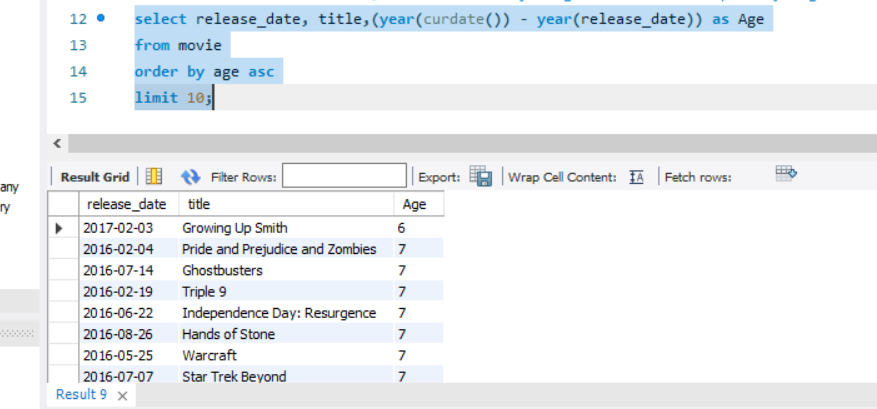 12 select release_date, title,(year(curdate()) - year(release_date)) as Age
13 from movie
14 order by age asc
15 limit 10;
any
ry
Result Grid Filter Rows: Export: Wrap Cell Content: Fetch rows:
release_date title Age
2017-02-03 Growing Up Smith 6
2016-02-04 Pride and Prejudice and Zombies 7
2016-07-14 Ghostbusters 7
2016-02-19 Triple 9 7
2016-06-22 Independence Day: Resurgence 7
2016-08-26 Hands of Stone 7
2016-05-25 Warcraft 7
2016-07-07 Star Trek Beyond 7
Result 9